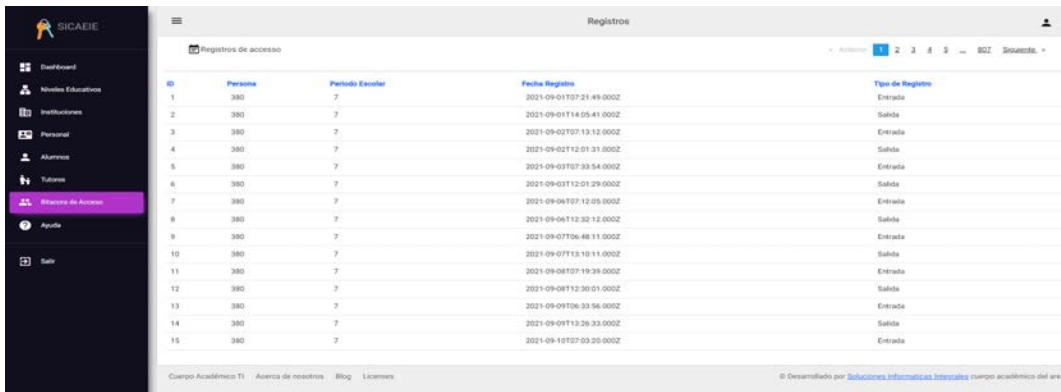 SICAEIE
Registros
Registros de accesso
« Anterior 1 2 3 4 5 ... 807 Siguiente »
Dashboard
Niveles Educativos
Instituciones
Personal
Alumnos
Tutores
Bitacora de Acceso
Ayuda
Salir
ID Persona Periodo Escolar Fecha Registro Tipo de Registro
1 380 7 2021-09-01T07:21:49.000Z Entrada
2 380 7 2021-09-01T14:05:41.000Z Salida
3 380 7 2021-09-02T07:13:12.000Z Entrada
4 380 7 2021-09-02T12:01:31.000Z Salida
5 380 7 2021-09-03T07:33:54.000Z Entrada
6 380 7 2021-09-03T12:01:29.000Z Salida
7 380 7 2021-09-06T07:12:05.000Z Entrada
8 380 7 2021-09-06T12:32:12.000Z Salida
9 380 7 2021-09-07T06:48:11.000Z Entrada
10 380 7 2021-09-07T13:10:11.000Z Salida
11 380 7 2021-09-08T07:19:39.000Z Entrada
12 380 7 2021-09-08T12:30:01.000Z Salida
13 380 7 2021-09-09T06:33:56.000Z Entrada
14 380 7 2021-09-09T13:26:33.000Z Salida
15 380 7 2021-09-10T07:03:20.000Z Entrada
Cuerpo Académico TI Acerca de nosotros Blog Licenses
© Desarrollado por Soluciones Informaticas Integrales cuerpo académico del are